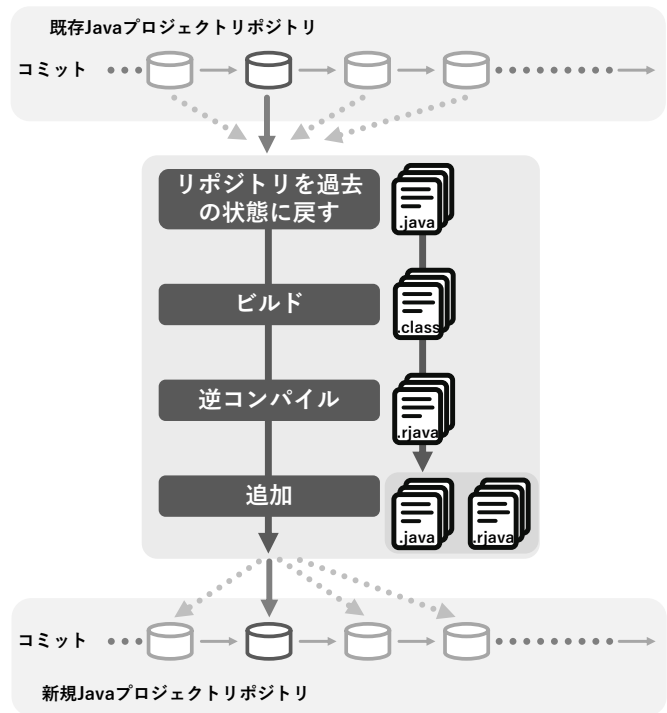 既存Javaプロジェクトリポジトリ
コミット
リポジトリを過去
の状態に戻す
.java
ビルド
.class
逆コンパイル
.rjava
追加
.java
.rjava
コミット
新規Javaプロジェクトリポジトリ